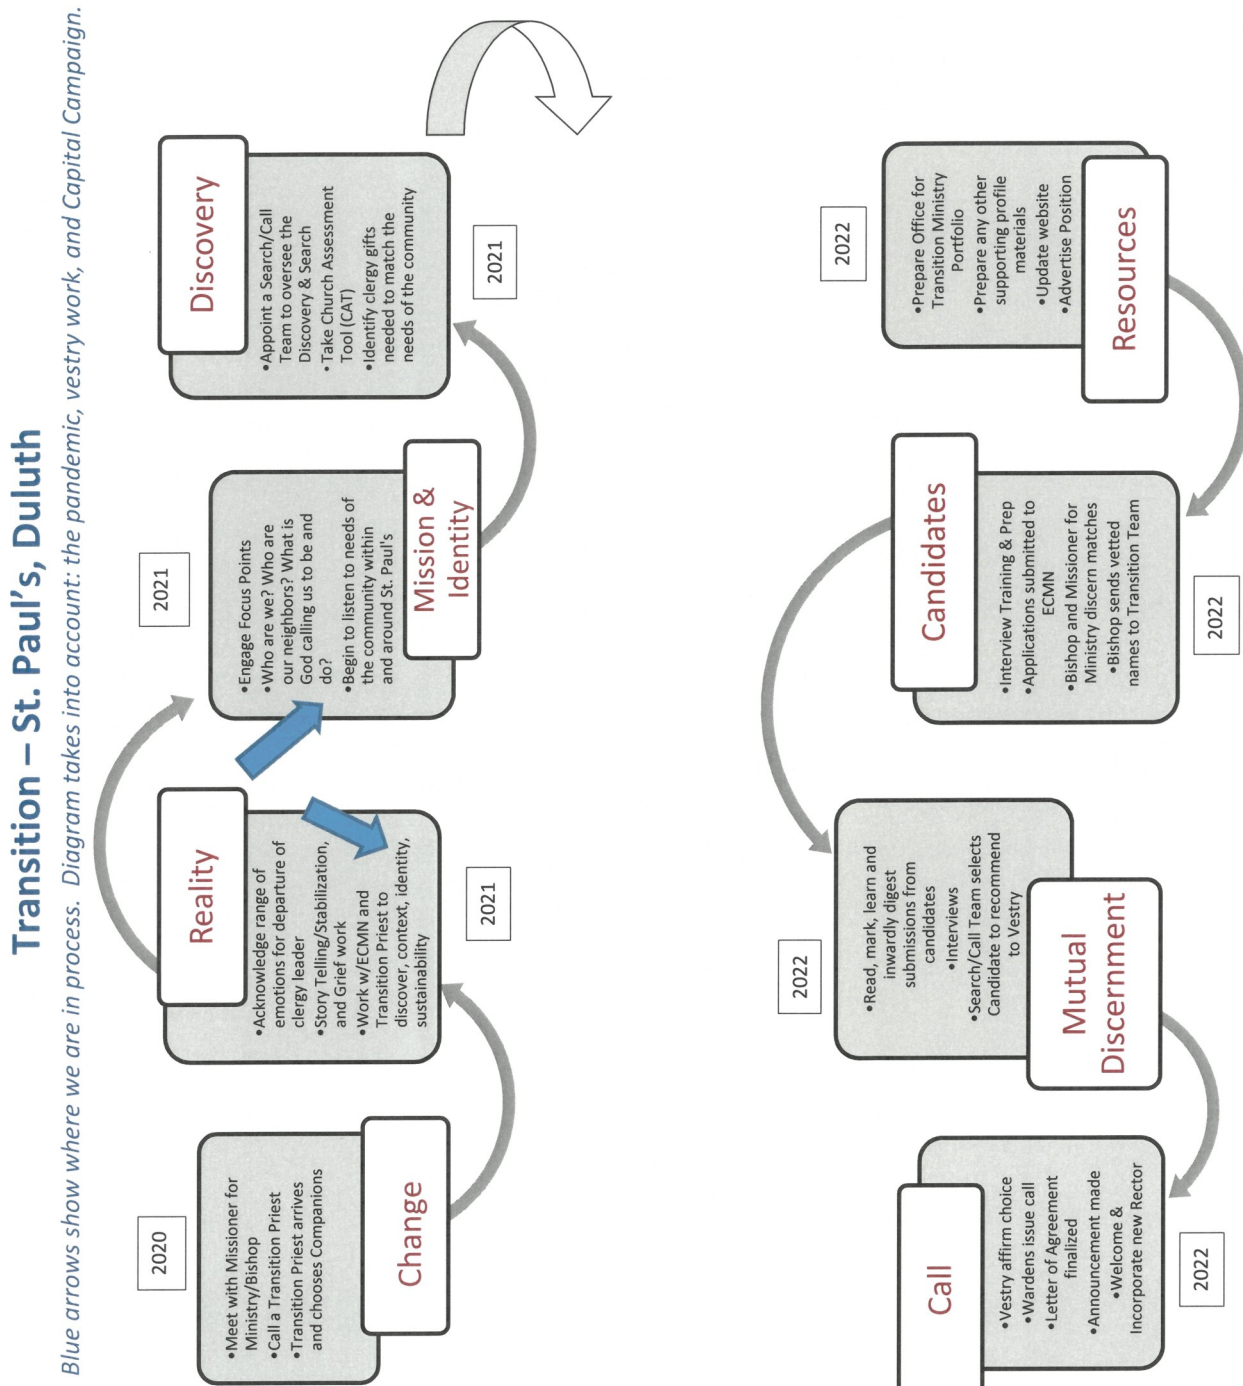 Transition – St. Paul's, Duluth
Blue arrows show where we are in process.  Diagram takes into account: the pandemic, vestry work, and Capital Campaign.
2020
•Meet with Missioner for
Ministry/Bishop
•Call a Transition Priest
•Transition Priest arrives
and chooses Companions
Change
Reality
•Acknowledge range of
emotions for departure of
clergy leader
•Story Telling/Stabilization,
and Grief work
•Work w/ECMN and
Transition Priest to
discover, context, identity,
sustainability
2021
2021
•Engage Focus Points
•Who are we? Who are
our neighbors? What is
God calling us to be and
do?
•Begin to listen to needs of
the community within
and around St. Paul's
Mission &
Identity
Discovery
•Appoint a Search/Call
Team to oversee the
Discovery & Search
•Take Church Assessment
Tool (CAT)
•Identify clergy gifts
needed to match the
needs of the community
2021
2022
•Prepare Office for
Transition Ministry
Portfolio
•Prepare any other
supporting profile
materials
•Update website
•Advertise Position
Resources
Candidates
•Interview Training & Prep
•Applications submitted to
ECMN
•Bishop and Missioner for
Ministry discern matches
•Bishop sends vetted
names to Transition Team
2022
2022
•Read, mark, learn and
inwardly digest
submissions from
candidates
•Interviews
•Search/Call Team selects
Candidate to recommend
to Vestry
Mutual
Discernment
Call
•Vestry affirm choice
•Wardens issue call
•Letter of Agreement
finalized
•Announcement made
•Welcome &
Incorporate new Rector
2022